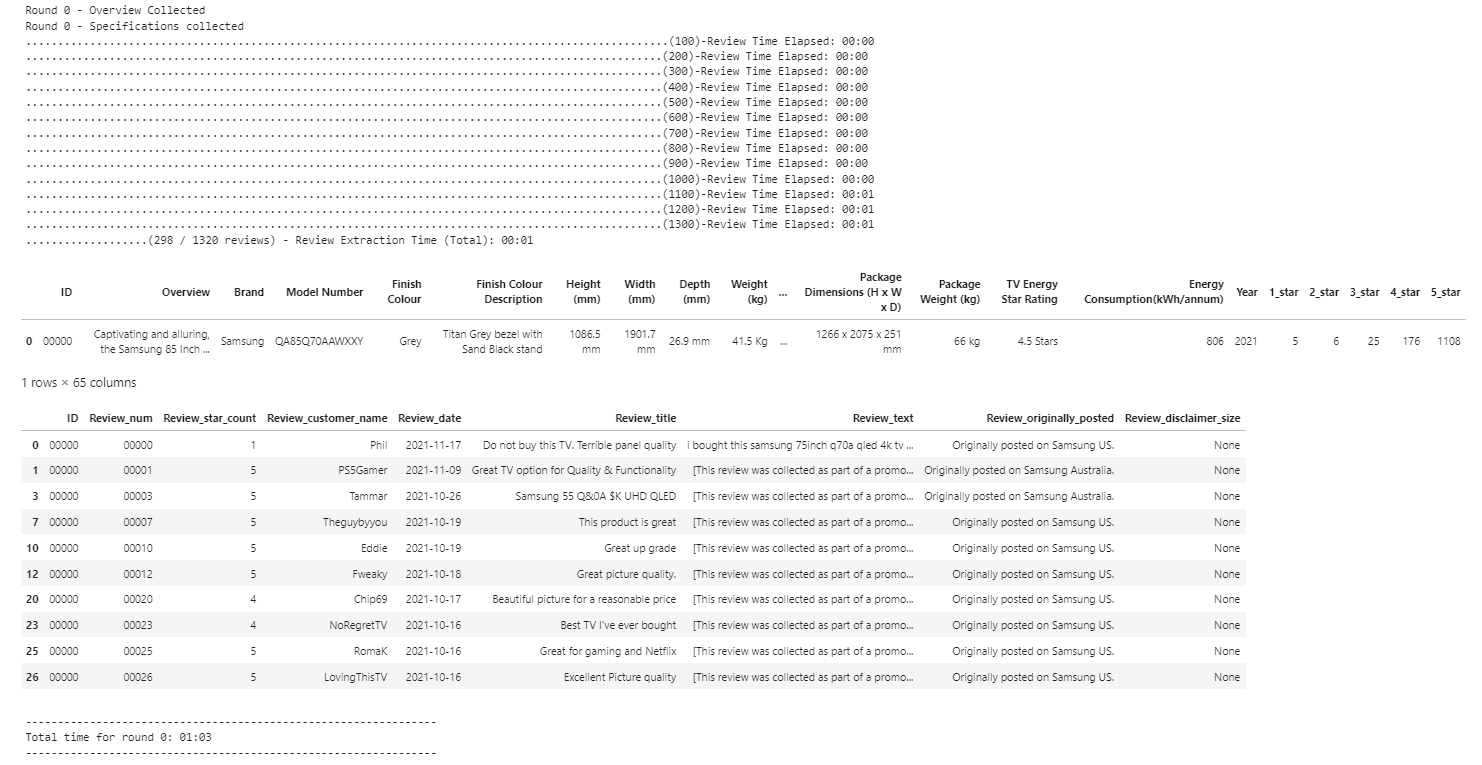 Round 0 - Overview Collected
Round 0 - Specifications collected
....................................................................................................(100)-Review Time Elapsed: 00:00
...................................................................................................(200)-Review Time Elapsed: 00:00
...................................................................................................(300)-Review Time Elapsed: 00:00
...................................................................................................(400)-Review Time Elapsed: 00:00
...................................................................................................(500)-Review Time Elapsed: 00:00
...................................................................................................(600)-Review Time Elapsed: 00:00
...................................................................................................(700)-Review Time Elapsed: 00:00
...................................................................................................(800)-Review Time Elapsed: 00:00
...................................................................................................(900)-Review Time Elapsed: 00:00
...................................................................................................(1000)-Review Time Elapsed: 00:00
...................................................................................................(1100)-Review Time Elapsed: 00:01
...................................................................................................(1200)-Review Time Elapsed: 00:01
...................................................................................................(1300)-Review Time Elapsed: 00:01
...................(298 / 1320 reviews) - Review Extraction Time (Total): 00:01
ID Overview Brand Model Number Finish Colour Finish Colour Description Height (mm) Width (mm) Depth (mm) Weight (kg) ... Package Dimensions (H x W x D) Package Weight (kg) TV Energy Star Rating Energy Consumption(kWh/annum) Year 1_star 2_star 3_star 4_star 5_star
0 00000 Captivating and alluring, the Samsung 85 Inch ... Samsung QA85Q70AAWXXY Grey Titan Grey bezel with Sand Black stand 1086.5 mm 1901.7 mm 26.9 mm 41.5 Kg ... 1266 x 2075 x 251 mm 66 kg 4.5 Stars 806 2021 5 6 25 176 1108
1 rows × 65 columns
ID Review_num Review_star_count Review_customer_name Review_date Review_title Review_text Review_originally_posted Review_disclaimer_size
0 00000 00000 1 Phil 2021-11-17 Do not buy this TV. Terrible panel quality i bought this samsung 75inch q70a qled 4k tv ... Originally posted on Samsung US. None
1 00000 00001 5 PS5Gamer 2021-11-09 Great TV option for Quality & Functionality [This review was collected as part of a promo... Originally posted on Samsung Australia. None
3 00000 00003 5 Tammar 2021-10-26 Samsung 55 Q&0A $K UHD QLED [This review was collected as part of a promo... Originally posted on Samsung Australia. None
7 00000 00007 5 Theguybyyou 2021-10-19 This product is great [This review was collected as part of a promo... Originally posted on Samsung US. None
10 00000 00010 5 Eddie 2021-10-19 Great up grade [This review was collected as part of a promo... Originally posted on Samsung US. None
12 00000 00012 5 Fweaky 2021-10-18 Great picture quality. [This review was collected as part of a promo... Originally posted on Samsung US. None
20 00000 00020 4 Chip69 2021-10-17 Beautiful picture for a reasonable price [This review was collected as part of a promo... Originally posted on Samsung US. None
23 00000 00023 4 NoRegretTV 2021-10-16 Best TV I've ever bought [This review was collected as part of a promo... Originally posted on Samsung US. None
25 00000 00025 5 RomaK 2021-10-16 Great for gaming and Netflix [This review was collected as part of a promo... Originally posted on Samsung US. None
26 00000 00026 5 LovingThisTV 2021-10-16 Excellent Picture quality [This review was collected as part of a promo... Originally posted on Samsung US. None
----------------------------------------------------------------
Total time for round 0: 01:03
----------------------------------------------------------------